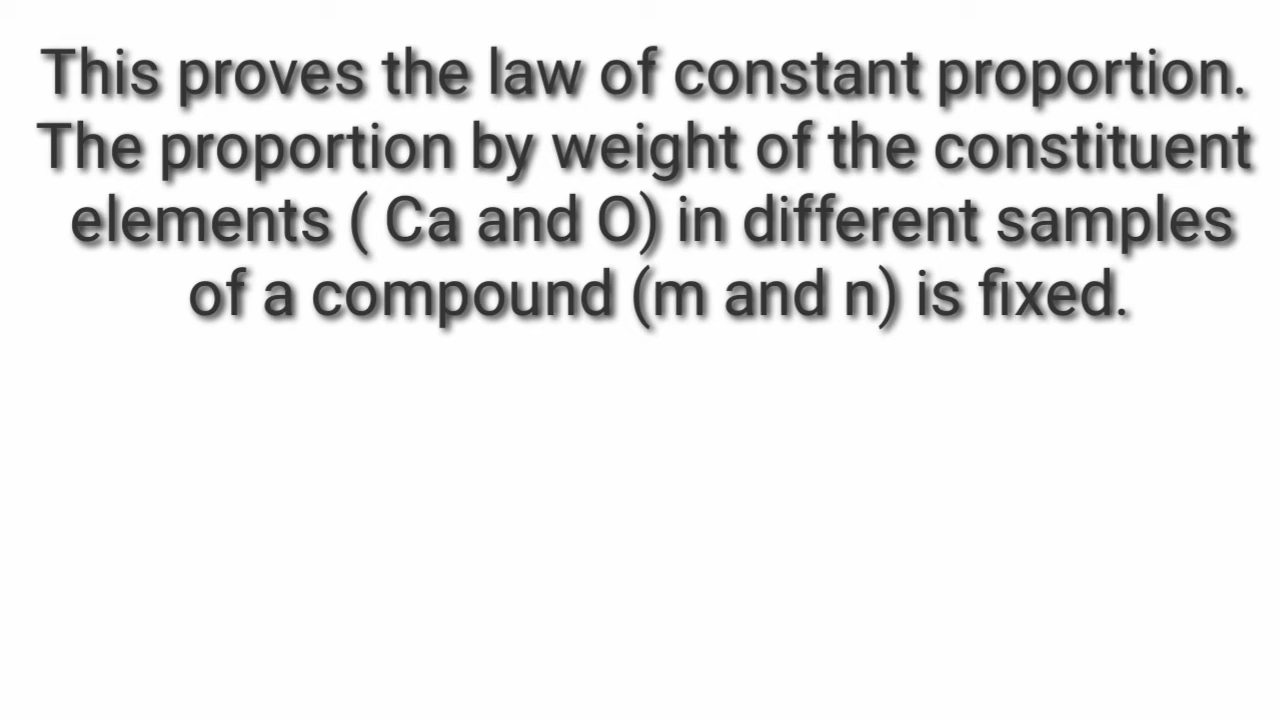 This proves the law of constant proportion.
The proportion by weight of the constituent
elements ( Ca and O) in different samples
of a compound (m and n) is fixed.